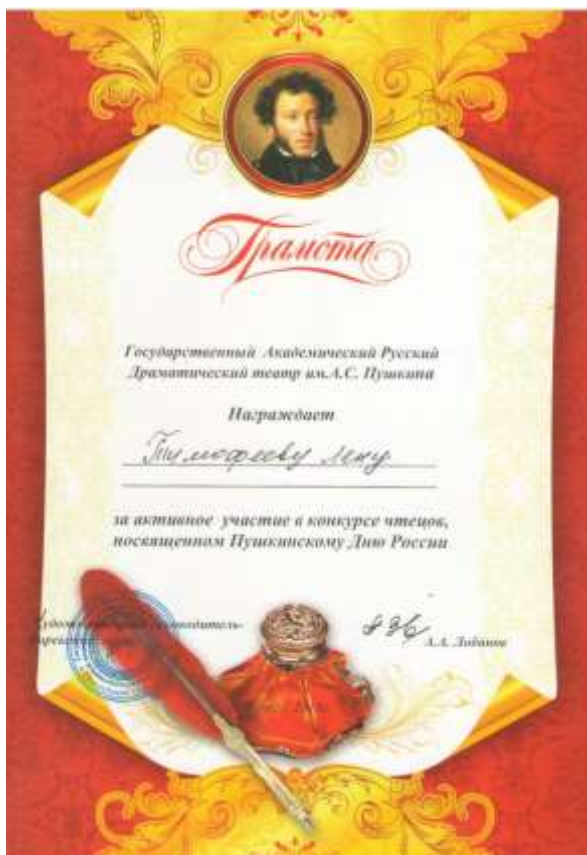 Грамота
Государственный Академический Русский
Драматический театр им.А.С. Пушкина
Награждает
Тимофееву Лену
за активное участие в конкурсе чтецов,
посвященном Пушкинскому Дню России
А.А. Лобанов